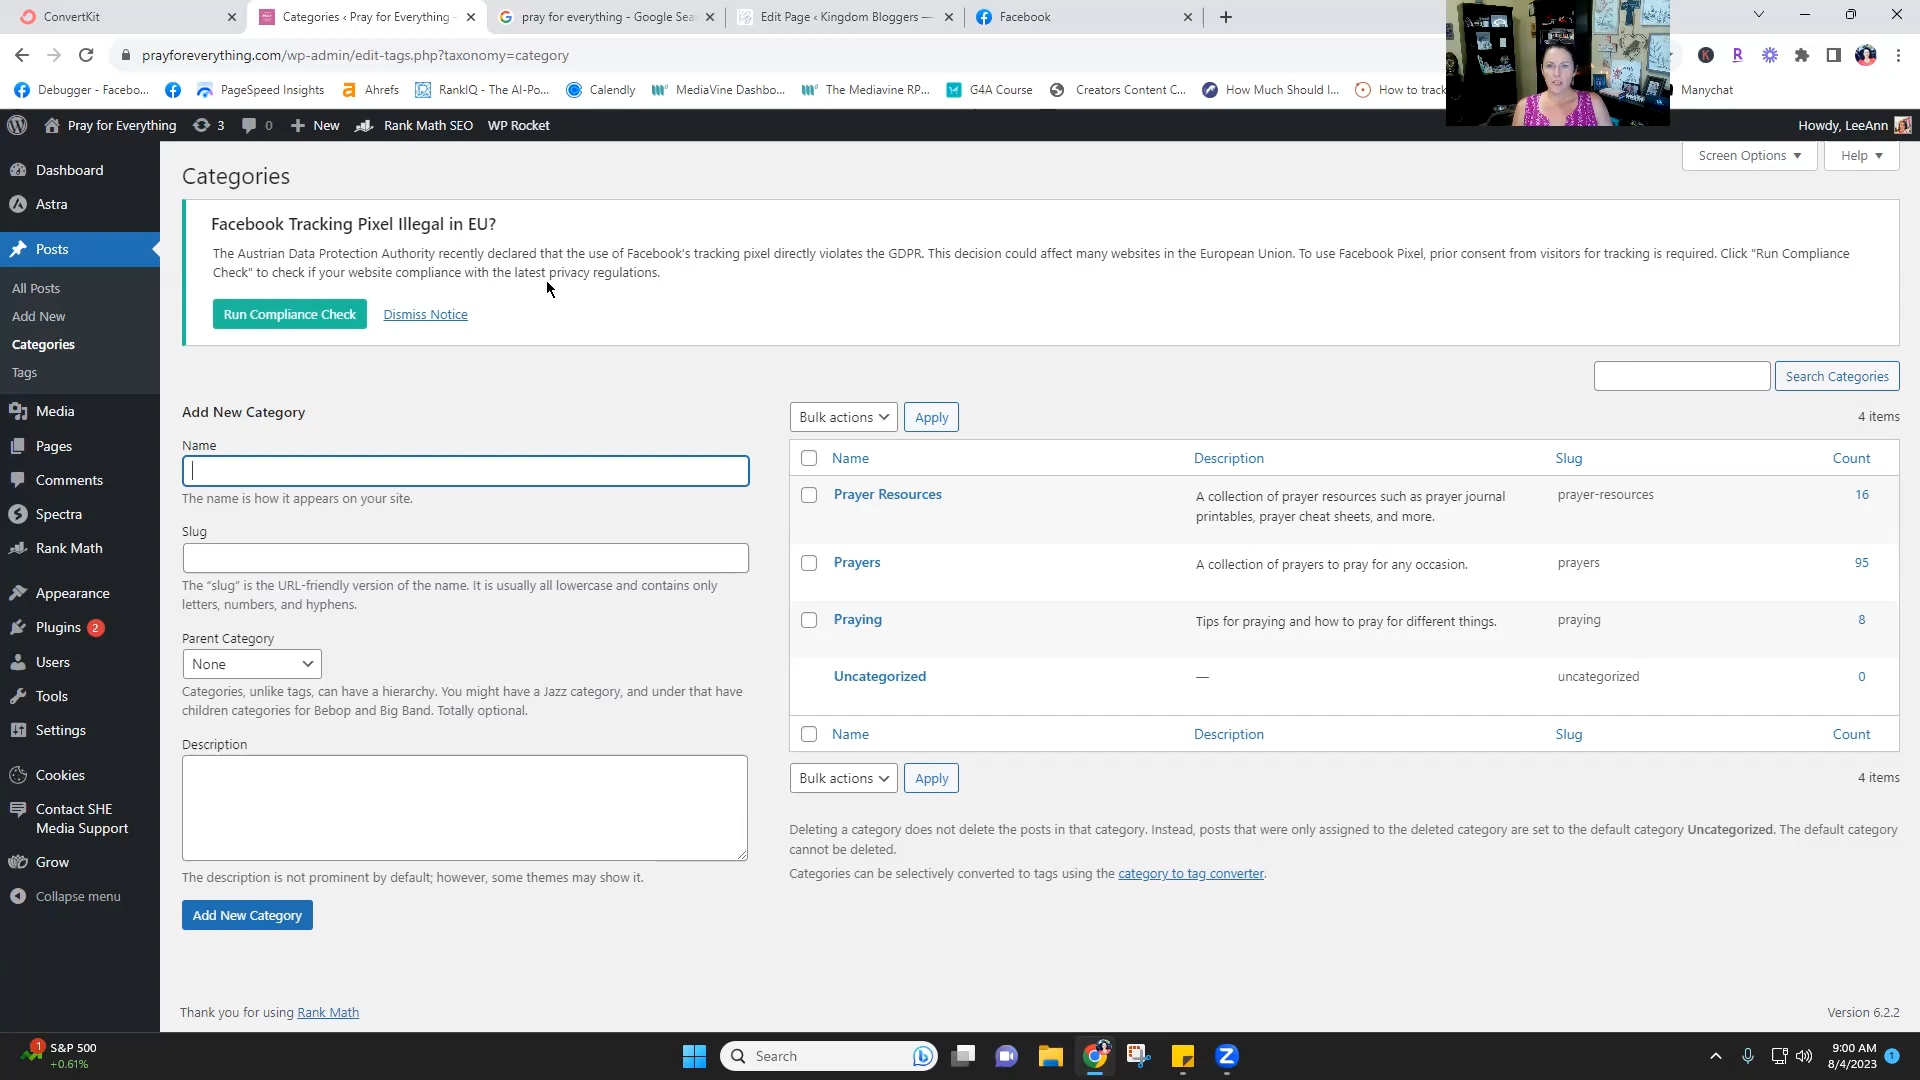 ConvertKit
Categories ‹ Pray for Everything
pray for everything - Google Sea
Edit Page ‹ Kingdom Bloggers —
Facebook
prayforeverything.com/wp-admin/edit-tags.php?taxonomy=category
Debugger - Facebo...
PageSpeed Insights
Ahrefs
RankIQ - The AI-Po...
Calendly
MediaVine Dashbo...
The Mediavine RP...
G4A Course
Creators Content C...
How Much Should I...
How to track
Manychat
Pray for Everything
3
0
New
Rank Math SEO
WP Rocket
Howdy, LeeAnn
Dashboard
Astra
Posts
All Posts
Add New
Categories
Tags
Media
Pages
Comments
Spectra
Rank Math
Appearance
Plugins 2
Users
Tools
Settings
Cookies
Contact SHE
Media Support
Grow
Collapse menu
Screen Options
Help
Categories
Facebook Tracking Pixel Illegal in EU?
The Austrian Data Protection Authority recently declared that the use of Facebook's tracking pixel directly violates the GDPR. This decision could affect many websites in the European Union. To use Facebook Pixel, prior consent from visitors for tracking is required. Click "Run Compliance
Check" to check if your website compliance with the latest privacy regulations.
Run Compliance Check
Dismiss Notice
Search Categories
Add New Category
Name
The name is how it appears on your site.
Slug
The “slug” is the URL-friendly version of the name. It is usually all lowercase and contains only
letters, numbers, and hyphens.
Parent Category
None
Categories, unlike tags, can have a hierarchy. You might have a Jazz category, and under that have
children categories for Bebop and Big Band. Totally optional.
Description
The description is not prominent by default; however, some themes may show it.
Add New Category
Bulk actions
Apply
4 items
Name Description Slug Count
Prayer Resources
A collection of prayer resources such as prayer journal
printables, prayer cheat sheets, and more.
prayer-resources
16
Prayers
A collection of prayers to pray for any occasion.
prayers
95
Praying
Tips for praying and how to pray for different things.
praying
8
Uncategorized
—
uncategorized
0
Name Description Slug Count
Bulk actions
Apply
4 items
Deleting a category does not delete the posts in that category. Instead, posts that were only assigned to the deleted category are set to the default category Uncategorized. The default category
cannot be deleted.
Categories can be selectively converted to tags using the category to tag converter.
Thank you for using Rank Math
Version 6.2.2
1
S&P 500
+0.61%
Search
9:00 AM
8/4/2023
1